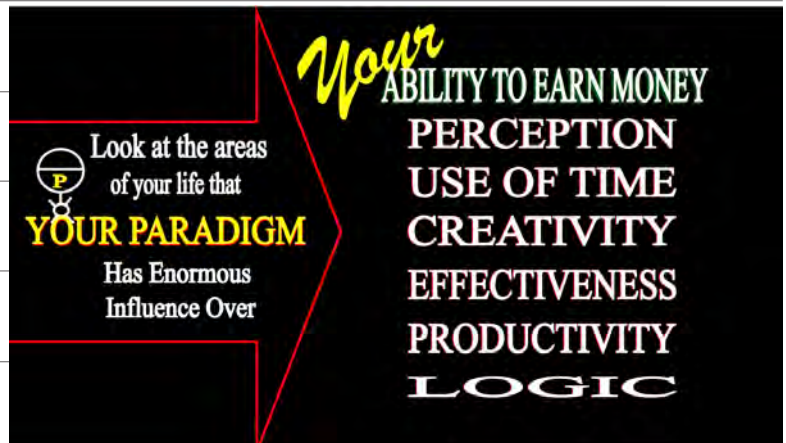 Look at the areas
P
of your life that
YOUR PARADIGM
Has Enormous
Influence Over
Your
ABILITY TO EARN MONEY
PERCEPTION
USE OF TIME
CREATIVITY
EFFECTIVENESS
PRODUCTIVITY
LOGIC